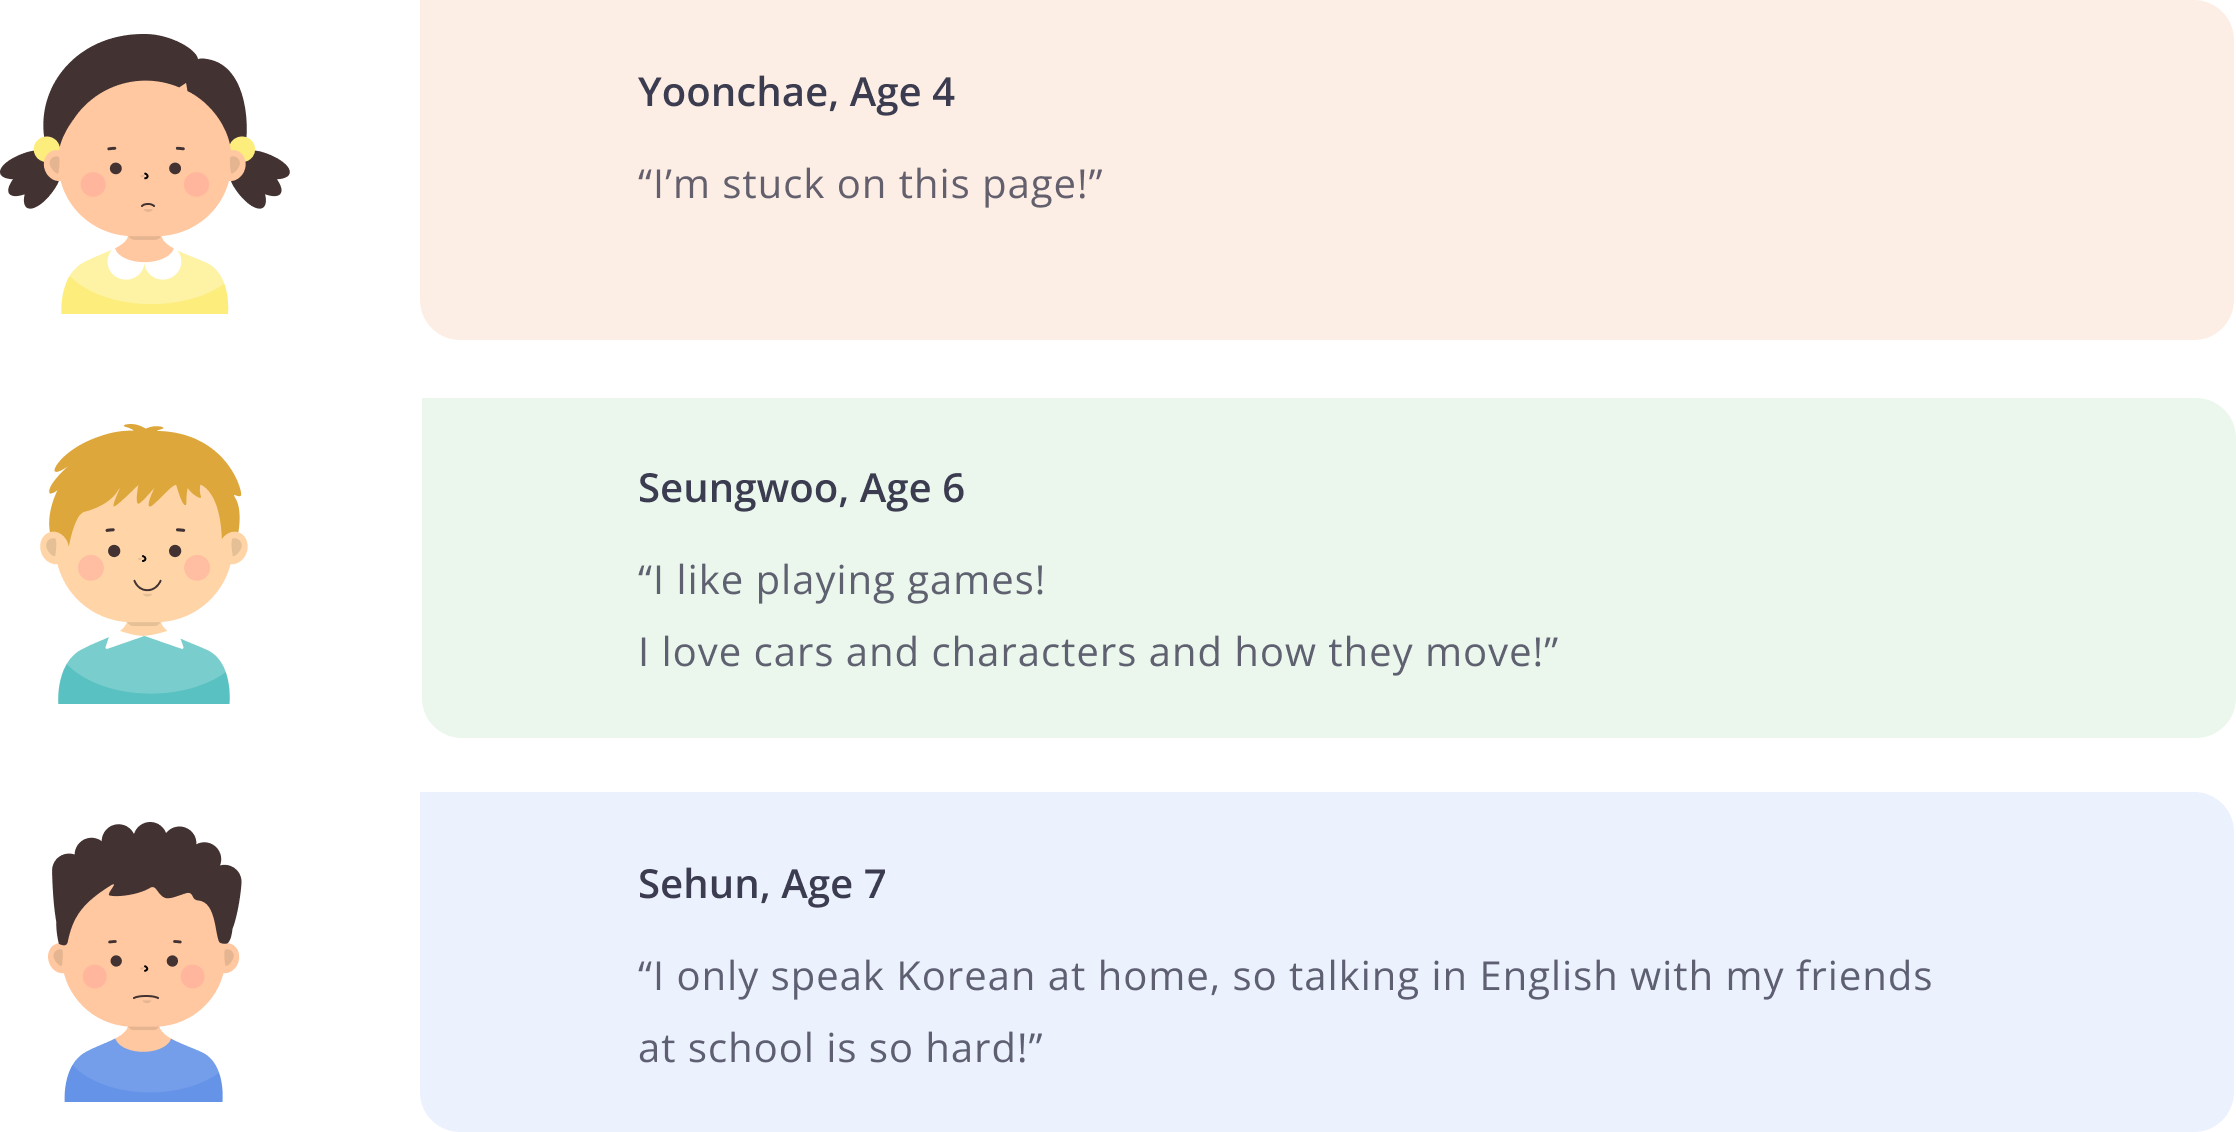 Yoonchae, Age 4
“I’m stuck on this page!”
Seungwoo, Age 6
“I like playing games!
I love cars and characters and how they move!”
Sehun, Age 7
“I only speak Korean at home, so talking in English with my friends
at school is so hard!”